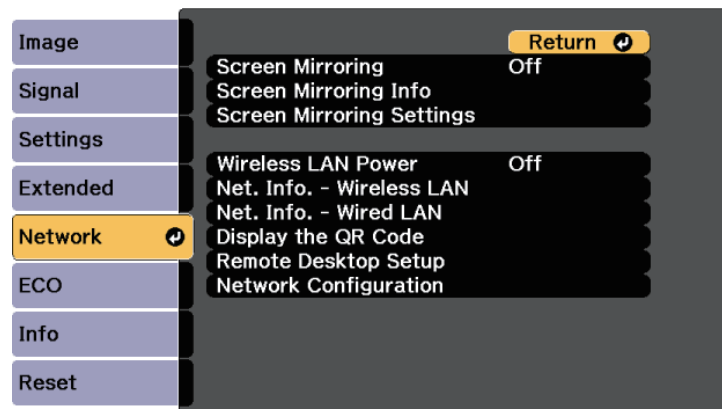 Image
Signal
Settings
Extended
Network
ECO
Info
Reset
Return
Screen Mirroring Off
Screen Mirroring Info
Screen Mirroring Settings
Wireless LAN Power Off
Net. Info. - Wireless LAN
Net. Info. - Wired LAN
Display the QR Code
Remote Desktop Setup
Network Configuration